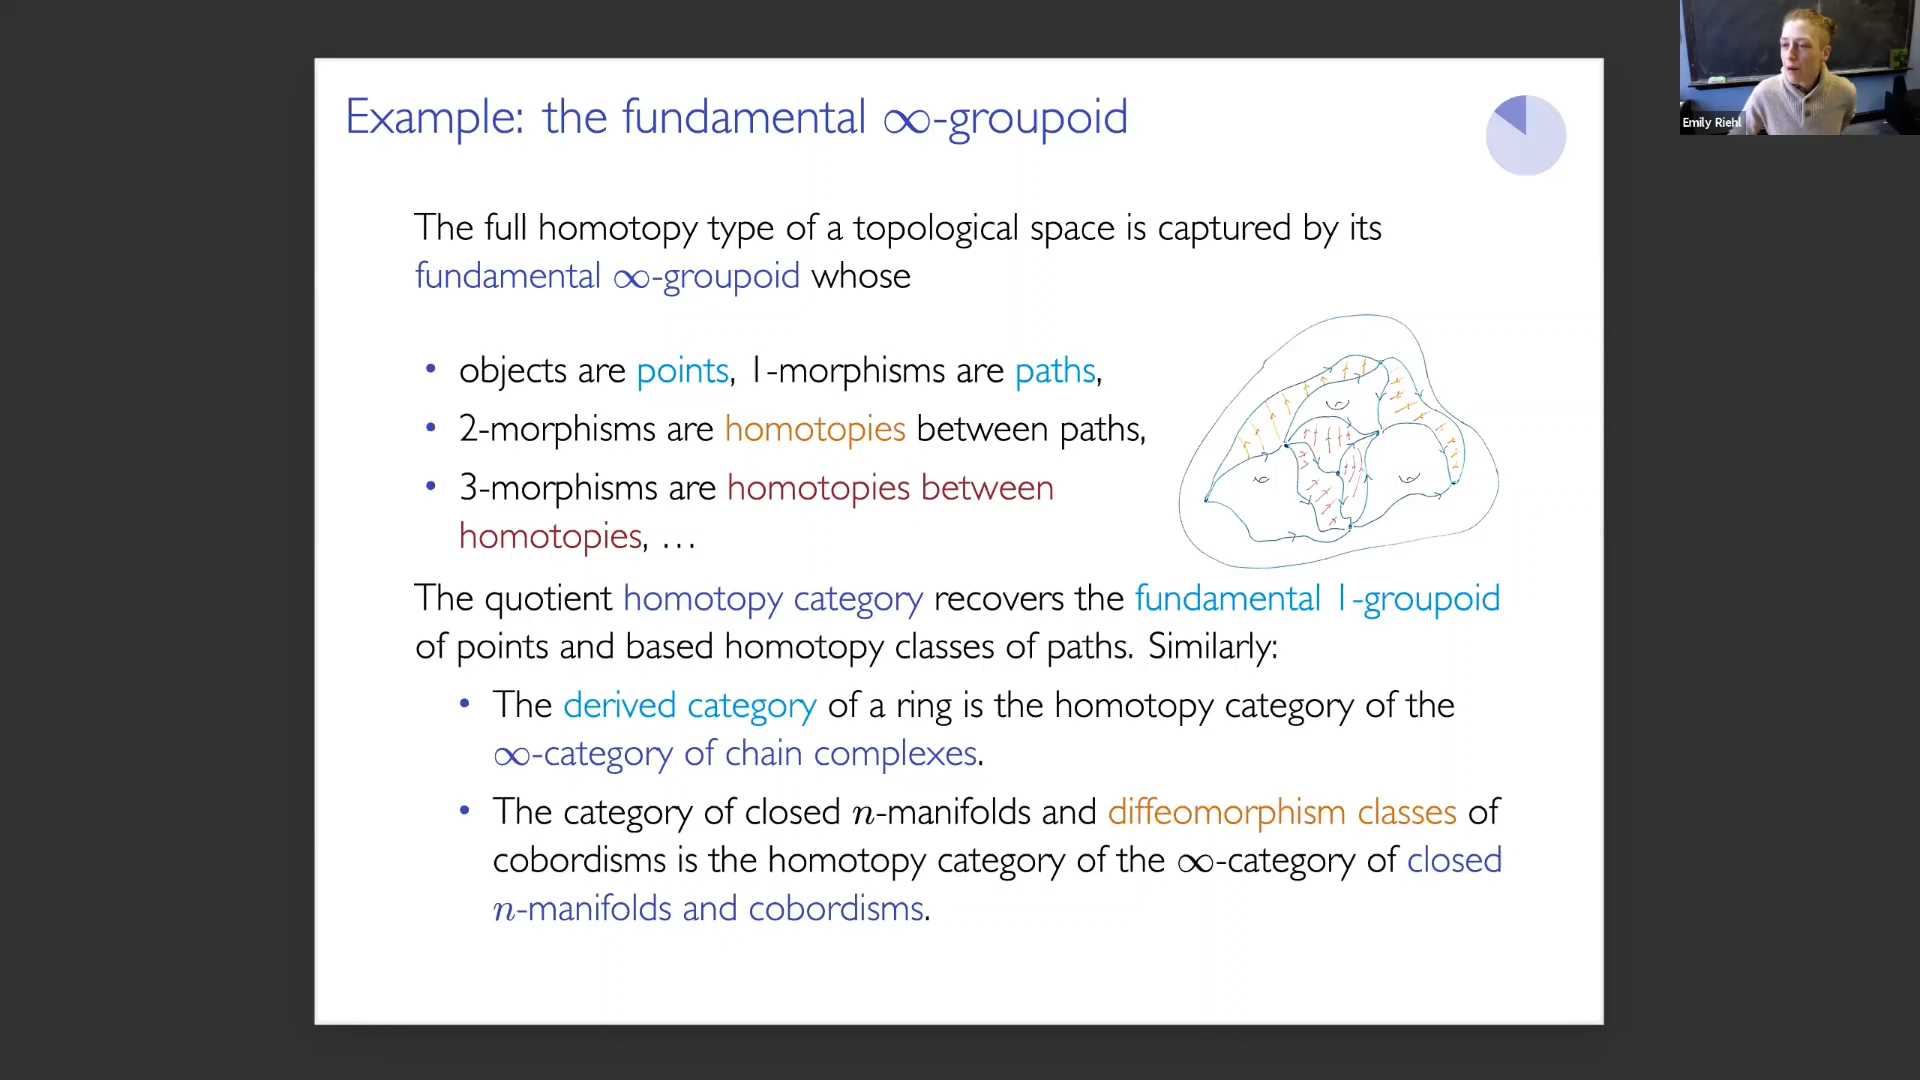 Emily Riehl
Example: the fundamental ∞-groupoid
The full homotopy type of a topological space is captured by its
fundamental ∞-groupoid whose
• objects are points, 1-morphisms are paths,
• 2-morphisms are homotopies between paths,
• 3-morphisms are homotopies between
homotopies, …
The quotient homotopy category recovers the fundamental 1-groupoid
of points and based homotopy classes of paths. Similarly:
• The derived category of a ring is the homotopy category of the
∞-category of chain complexes.
• The category of closed n-manifolds and diffeomorphism classes of
cobordisms is the homotopy category of the ∞-category of closed
n-manifolds and cobordisms.